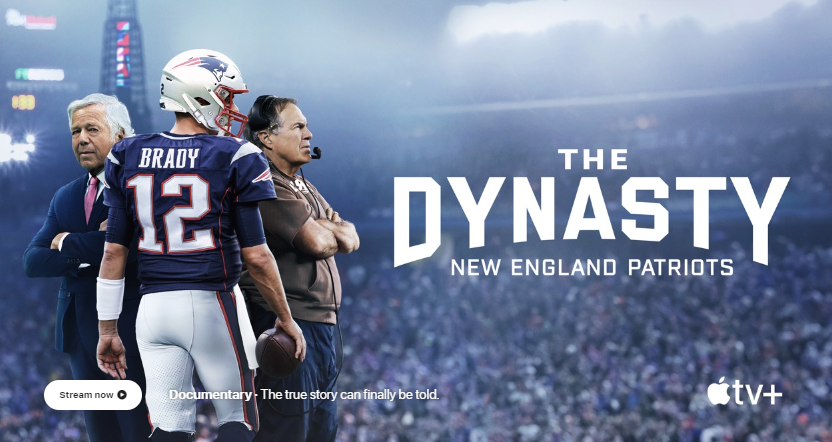 BRADY
12
THE
DYNASTY
NEW ENGLAND PATRIOTS
Stream now
Documentary · The true story can finally be told.
tv+